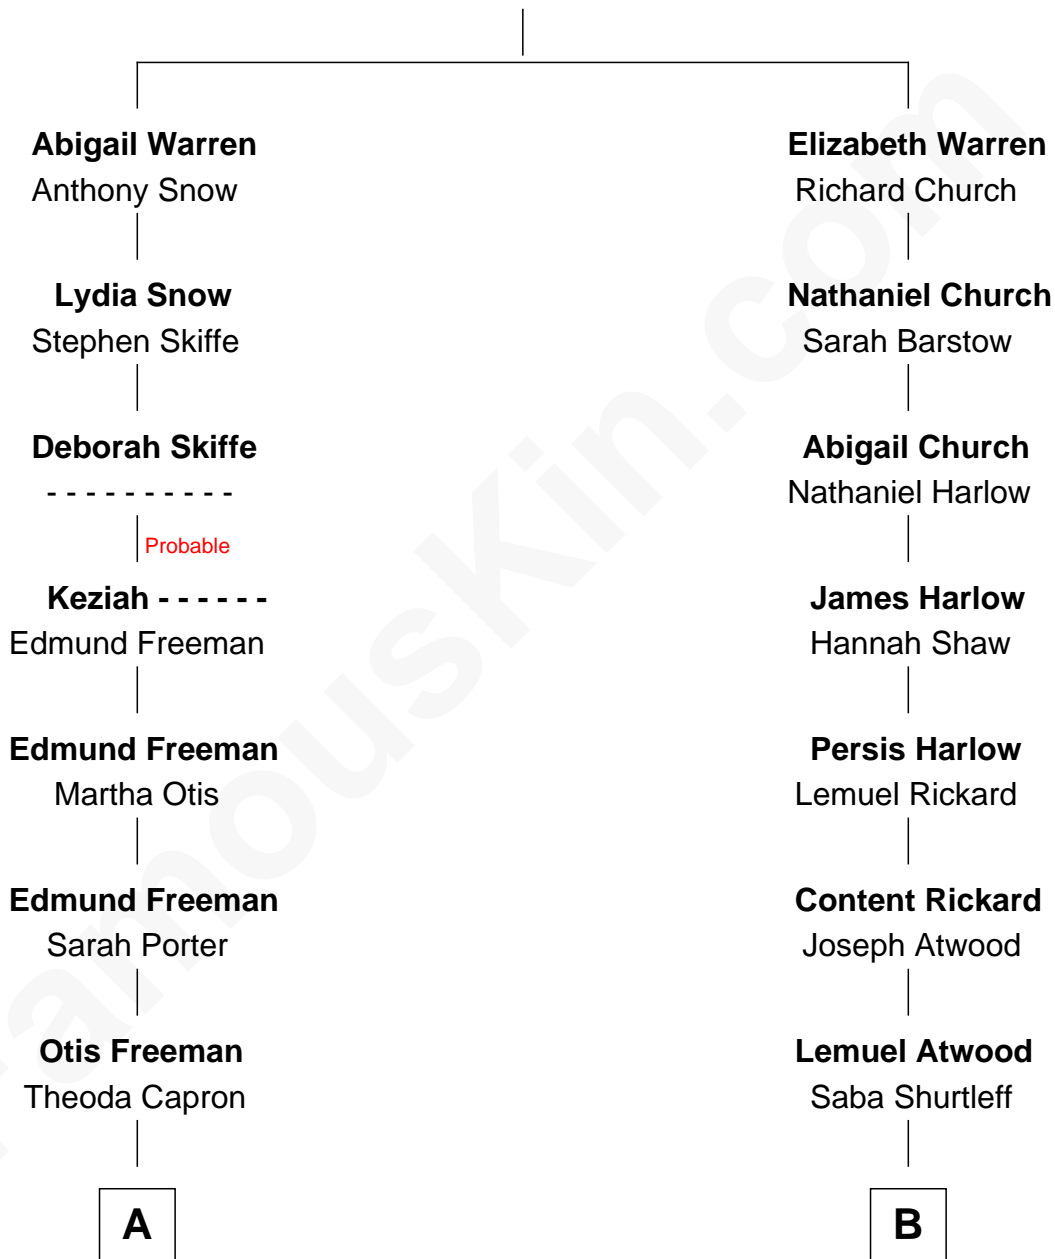 Abigail Warren
Anthony Snow
Elizabeth Warren
Richard Church
Lydia Snow
Stephen Skiffe
Nathaniel Church
Sarah Barstow
Deborah Skiffe
- - - - - - - - - -
Abigail Church
Nathaniel Harlow
Probable
Keziah - - - - - -
Edmund Freeman
James Harlow
Hannah Shaw
Edmund Freeman
Martha Otis
Persis Harlow
Lemuel Rickard
Edmund Freeman
Sarah Porter
Content Rickard
Joseph Atwood
Otis Freeman
Theoda Capron
Lemuel Atwood
Saba Shurtleff
A
B
FamousKin.com